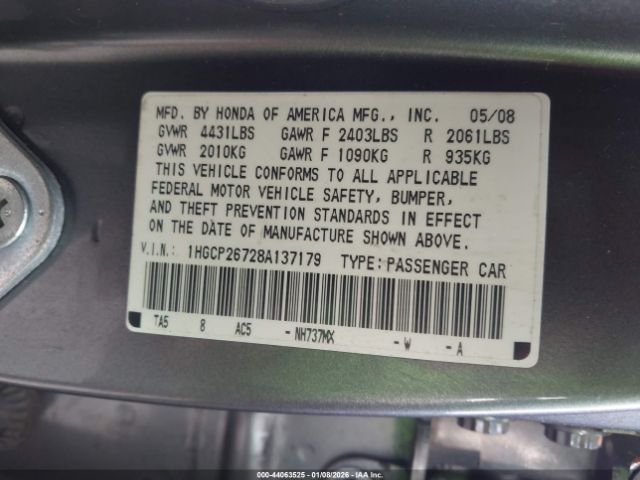 MFD. BY HONDA OF AMERICA MFG., INC. 05/08
GVWR 4431LBS GAWR F 2403LBS R 2061LBS
GVWR 2010KG GAWR F 1090KG R 935KG
THIS VEHICLE CONFORMS TO ALL APPLICABLE
FEDERAL MOTOR VEHICLE SAFETY, BUMPER,
AND THEFT PREVENTION STANDARDS IN EFFECT
ON THE DATE OF MANUFACTURE SHOWN ABOVE.
V.I.N.: 1HGCP26728A137179 TYPE: PASSENGER CAR
TA5 8 AC5 - NH737MX - W - A
000-44063525 - 01/08/2026 - IAA, Inc.